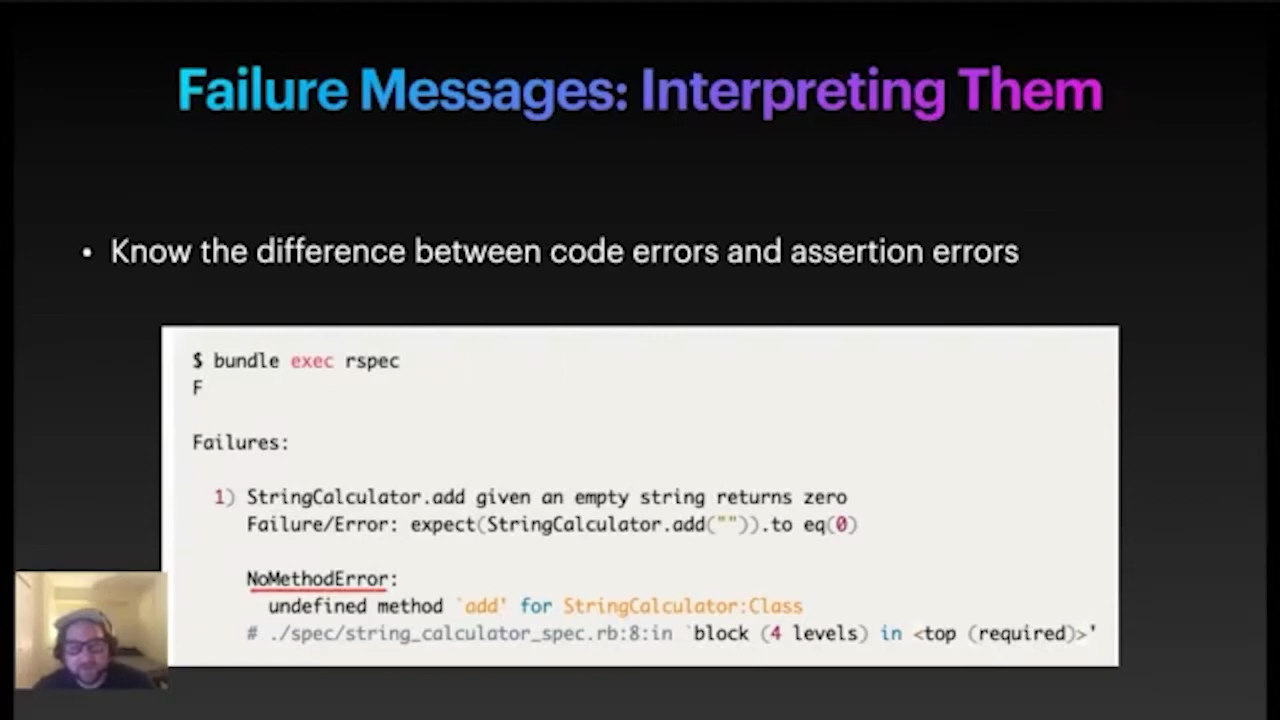 Failure Messages: Interpreting Them
• Know the difference between code errors and assertion errors
$ bundle exec rspec
F
Failures:
1) StringCalculator.add given an empty string returns zero
Failure/Error: expect(StringCalculator.add("")).to eq(0)
NoMethodError:
undefined method `add' for StringCalculator:Class
# ./spec/string_calculator_spec.rb:8:in `block (4 levels) in <top (required)>'